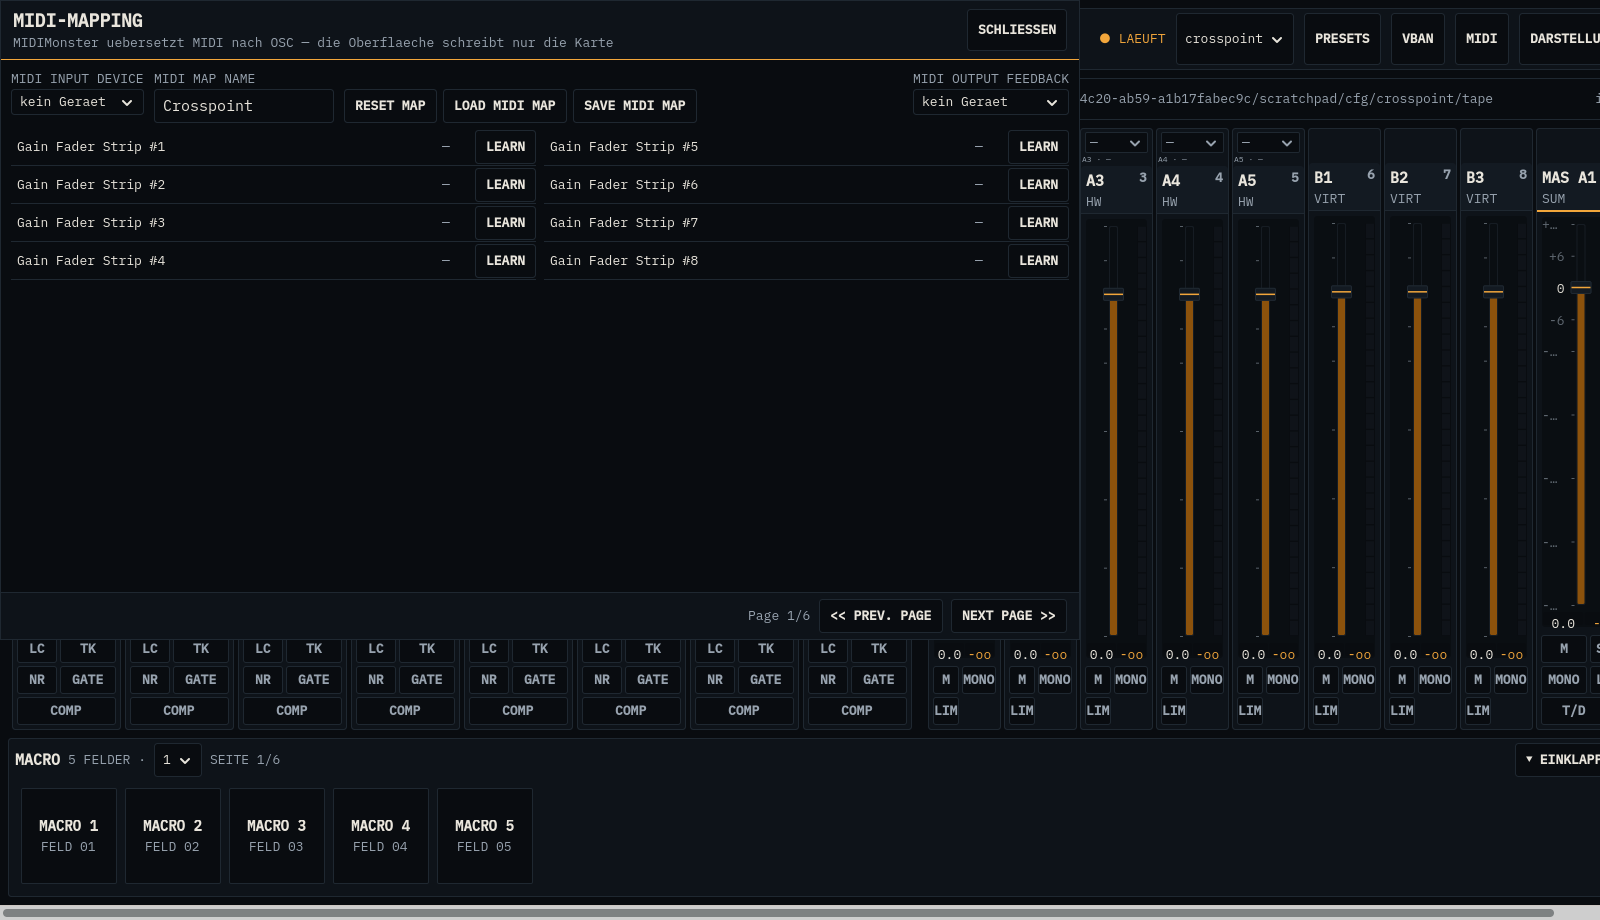 MIDI-MAPPING
MIDIMonster uebersetzt MIDI nach OSC — die Oberflaeche schreibt nur die Karte
SCHLIESSEN
LAEUFT crosspoint PRESETS VBAN MIDI DARSTELLU
MIDI INPUT DEVICE MIDI MAP NAME MIDI OUTPUT FEEDBACK
kein Geraet Crosspoint RESET MAP LOAD MIDI MAP SAVE MIDI MAP kein Geraet
4c20-ab59-a1b17fabec9c/scratchpad/cfg/crosspoint/tape
Gain Fader Strip #1 — LEARN Gain Fader Strip #5 — LEARN
Gain Fader Strip #2 — LEARN Gain Fader Strip #6 — LEARN
Gain Fader Strip #3 — LEARN Gain Fader Strip #7 — LEARN
Gain Fader Strip #4 — LEARN Gain Fader Strip #8 — LEARN
Page 1/6 << PREV. PAGE NEXT PAGE >>
— — —
A3 · — A4 · — A5 · —
A3 3 A4 4 A5 5 B1 6 B2 7 B3 8 MAS A1
HW HW HW VIRT VIRT VIRT SUM
+…
+6
0
-6
-…
-…
-…
-…
-…
0.0 -
0.0 -oo 0.0 -oo 0.0 -oo 0.0 -oo 0.0 -oo 0.0 -oo 0.0 -oo 0.0 -oo M S
LC TK LC TK LC TK LC TK LC TK LC TK LC TK LC TK
NR GATE NR GATE NR GATE NR GATE NR GATE NR GATE NR GATE NR GATE M MONO M MONO M MONO M MONO M MONO M MONO M MONO M MONO MONO L
COMP COMP COMP COMP COMP COMP COMP COMP LIM LIM LIM LIM LIM LIM LIM LIM T/D
MACRO 5 FELDER · 1 SEITE 1/6 ▼ EINKLAPP
MACRO 1 MACRO 2 MACRO 3 MACRO 4 MACRO 5
FELD 01 FELD 02 FELD 03 FELD 04 FELD 05